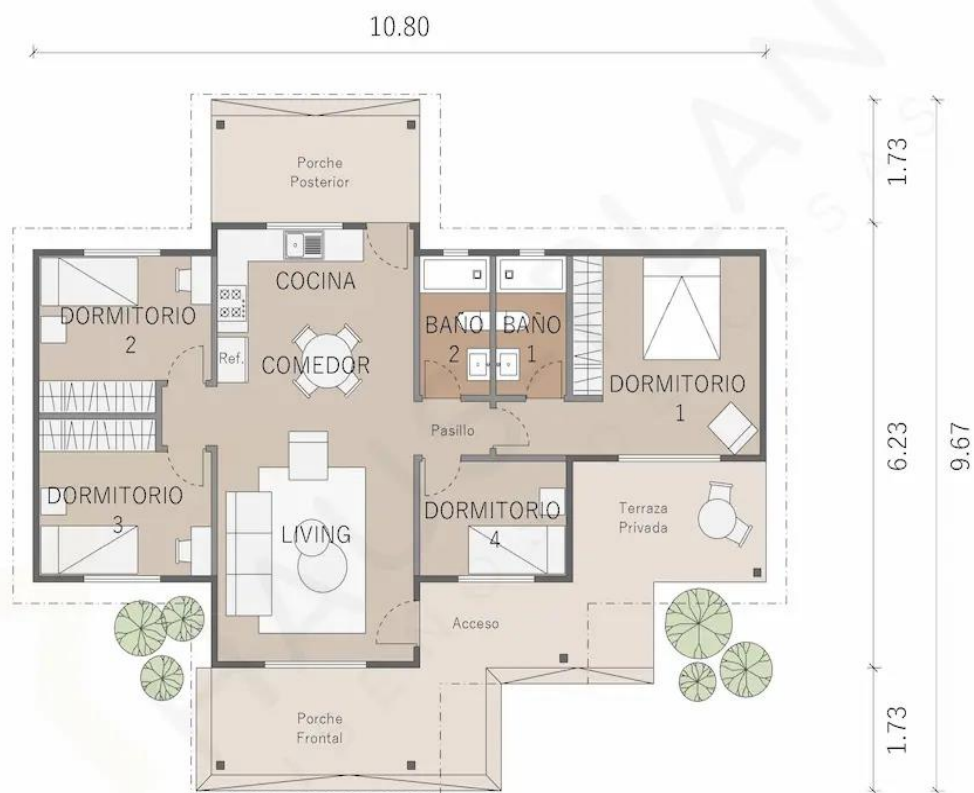 10.80
1.73
Porche
Posterior
COCINA
DORMITORIO
2
BAÑO
2
BAÑO
1
Ref.
COMEDOR
DORMITORIO
1
Pasillo
6.23
9.67
DORMITORIO
3
LIVING
DORMITORIO
4
Terraza
Privada
Acceso
Porche
Frontal
1.73